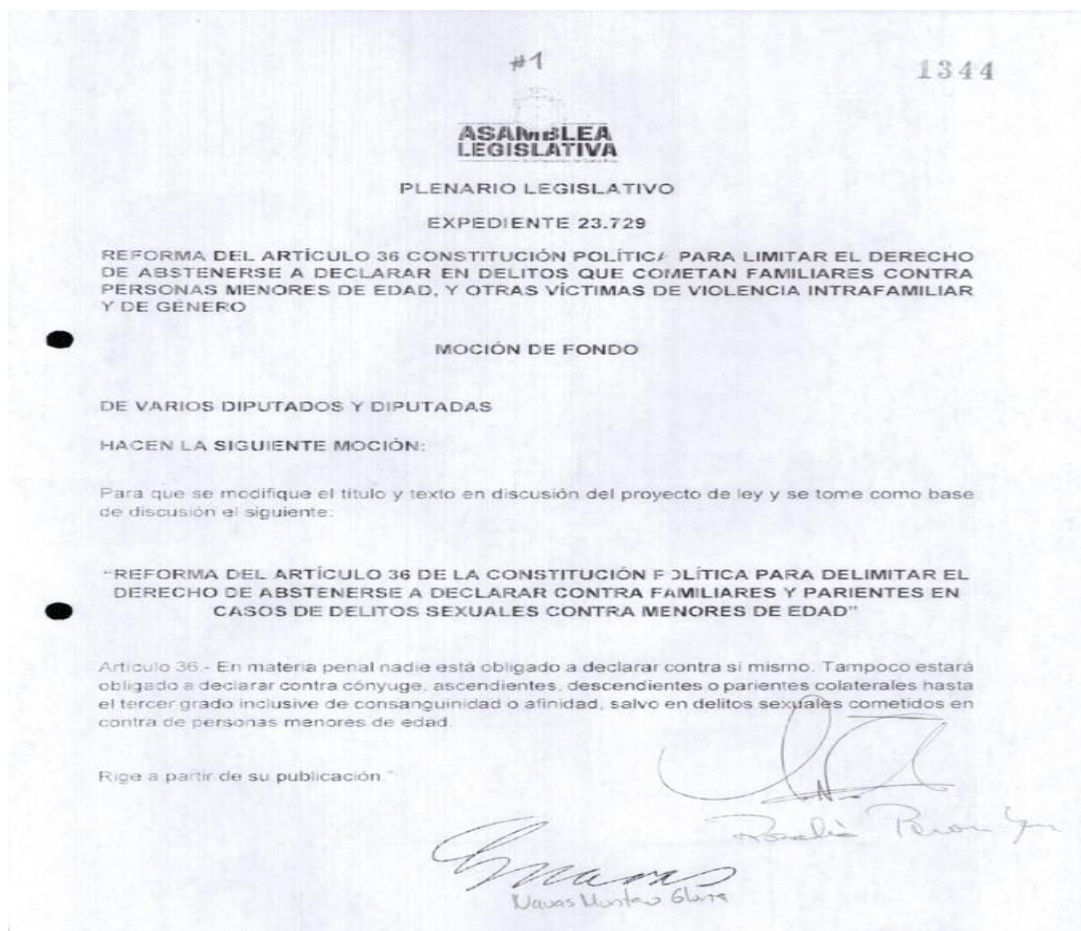 #1
1344
ASAMBLEA
LEGISLATIVA
PLENARIO LEGISLATIVO
EXPEDIENTE 23.729
REFORMA DEL ARTÍCULO 36 CONSTITUCIÓN POLÍTICA PARA LIMITAR EL DERECHO
DE ABSTENERSE A DECLARAR EN DELITOS QUE COMETAN FAMILIARES CONTRA
PERSONAS MENORES DE EDAD, Y OTRAS VÍCTIMAS DE VIOLENCIA INTRAFAMILIAR
Y DE GÉNERO
MOCIÓN DE FONDO
DE VARIOS DIPUTADOS Y DIPUTADAS
HACEN LA SIGUIENTE MOCIÓN:
Para que se modifique el título y texto en discusión del proyecto de ley y se tome como base
de discusión el siguiente:
"REFORMA DEL ARTÍCULO 36 DE LA CONSTITUCIÓN POLÍTICA PARA DELIMITAR EL
DERECHO DE ABSTENERSE A DECLARAR CONTRA FAMILIARES Y PARIENTES EN
CASOS DE DELITOS SEXUALES CONTRA MENORES DE EDAD"
Artículo 36.- En materia penal nadie está obligado a declarar contra sí mismo. Tampoco estará
obligado a declarar contra cónyuge, ascendientes, descendientes o parientes colaterales hasta
el tercer grado inclusive de consanguinidad o afinidad, salvo en delitos sexuales cometidos en
contra de personas menores de edad.
Rige a partir de su publicación."
Navas Montero